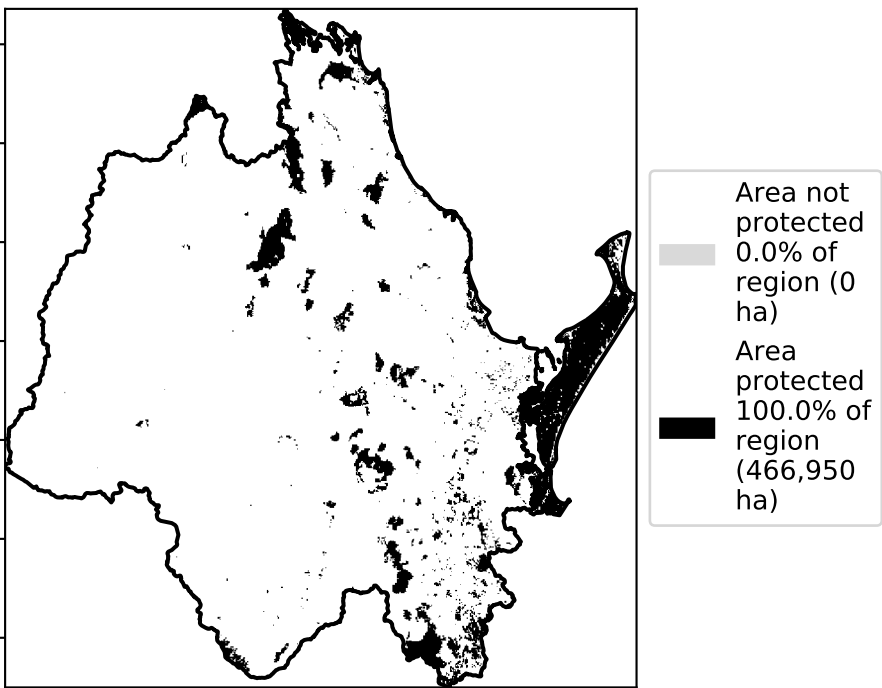 Area not
protected
0.0% of
region (0
ha)
Area
protected
100.0% of
region
(466,950
ha)